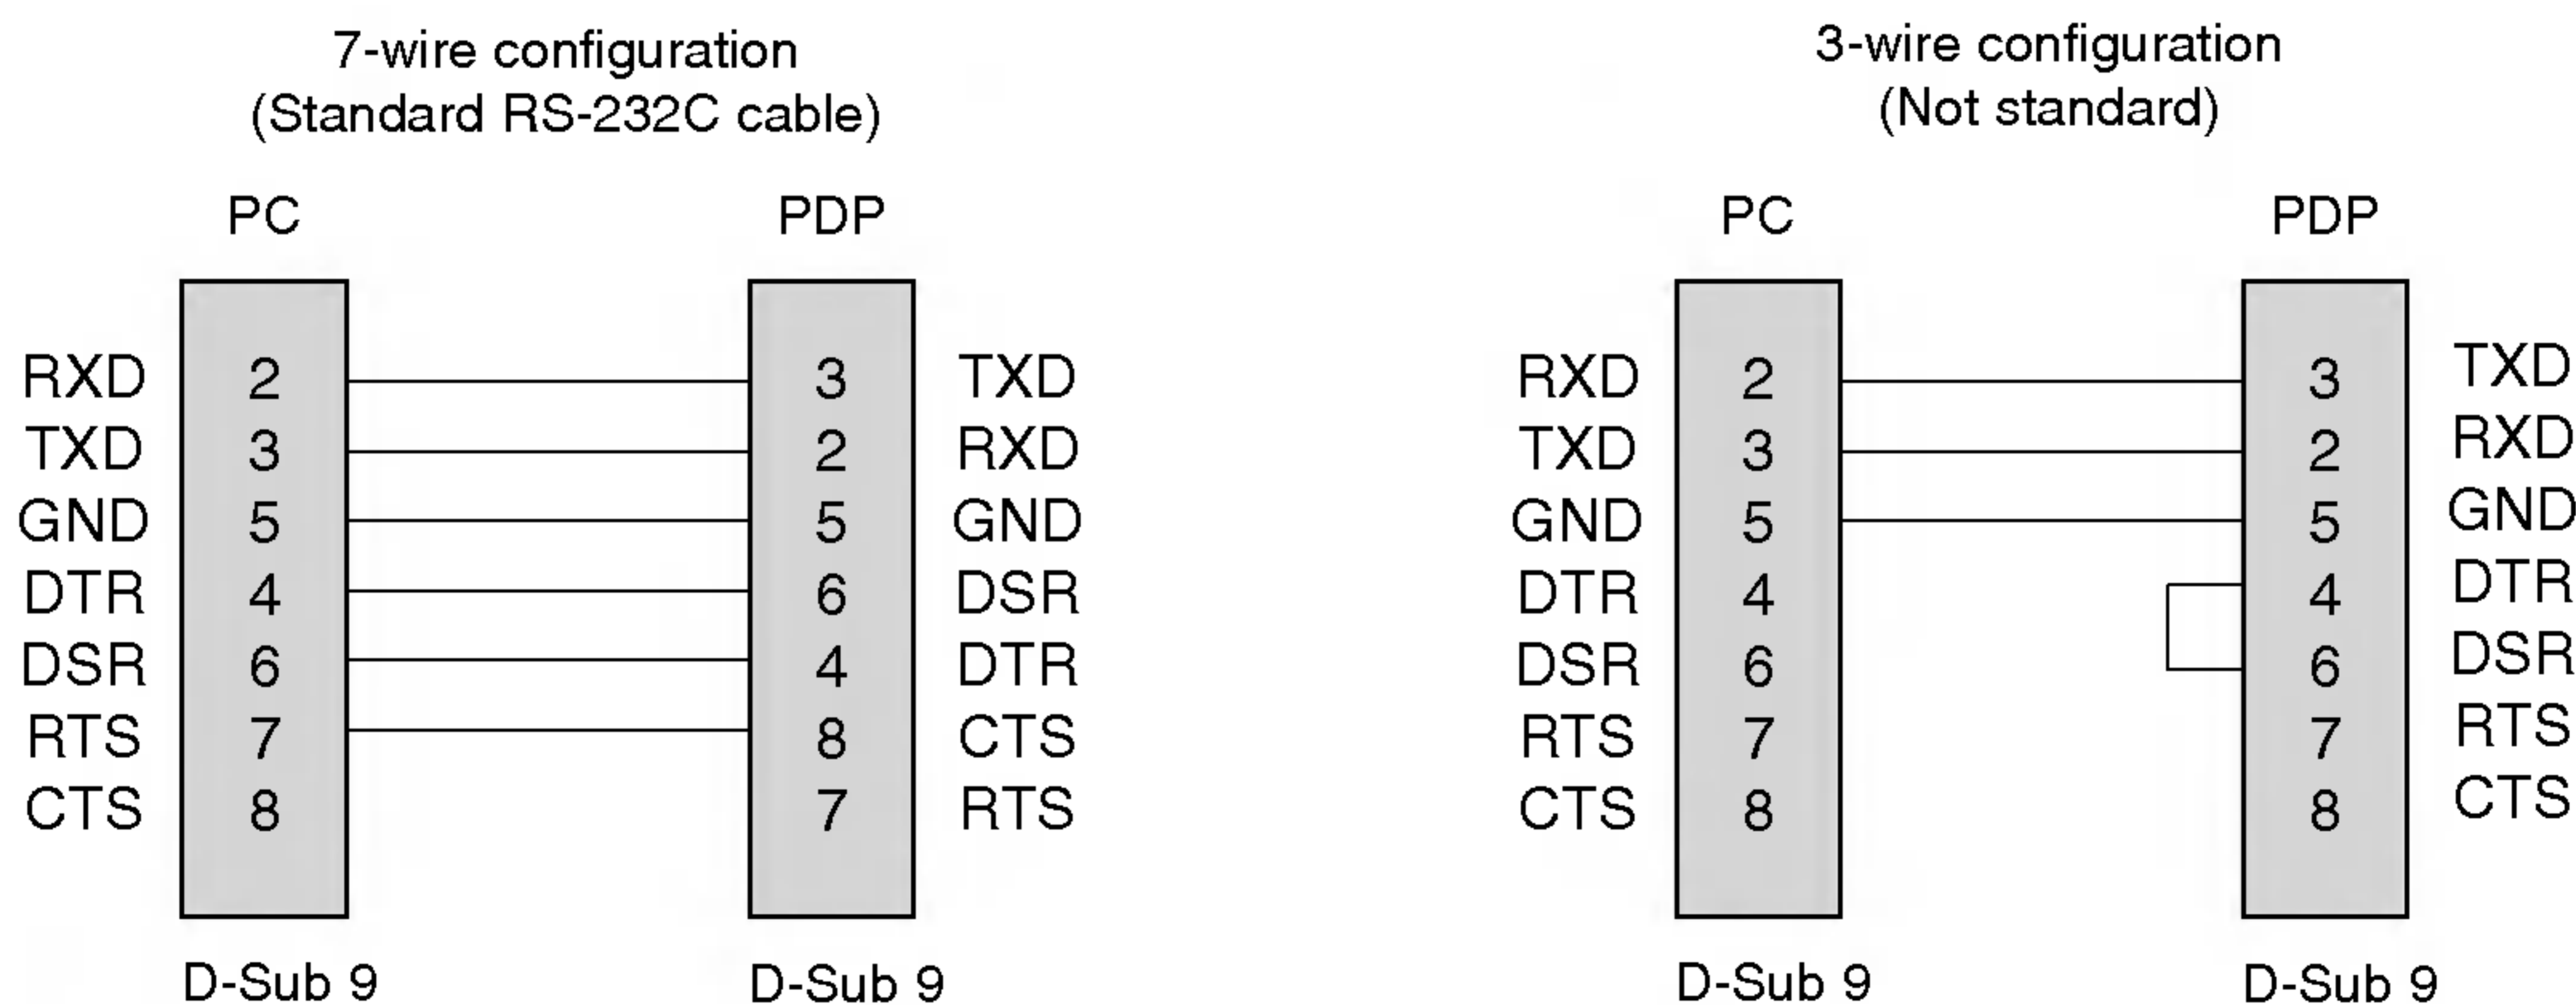 7-wire configuration
(Standard RS-232C cable)
PC PDP
RXD 2 3 TXD
TXD 3 2 RXD
GND 5 5 GND
DTR 4 6 DSR
DSR 6 4 DTR
RTS 7 8 CTS
CTS 8 7 RTS
D-Sub 9 D-Sub 9
3-wire configuration
(Not standard)
PC PDP
RXD 2 3 TXD
TXD 3 2 RXD
GND 5 5 GND
DTR 4 4 DTR
DSR 6 6 DSR
RTS 7 7 RTS
CTS 8 8 CTS
D-Sub 9 D-Sub 9